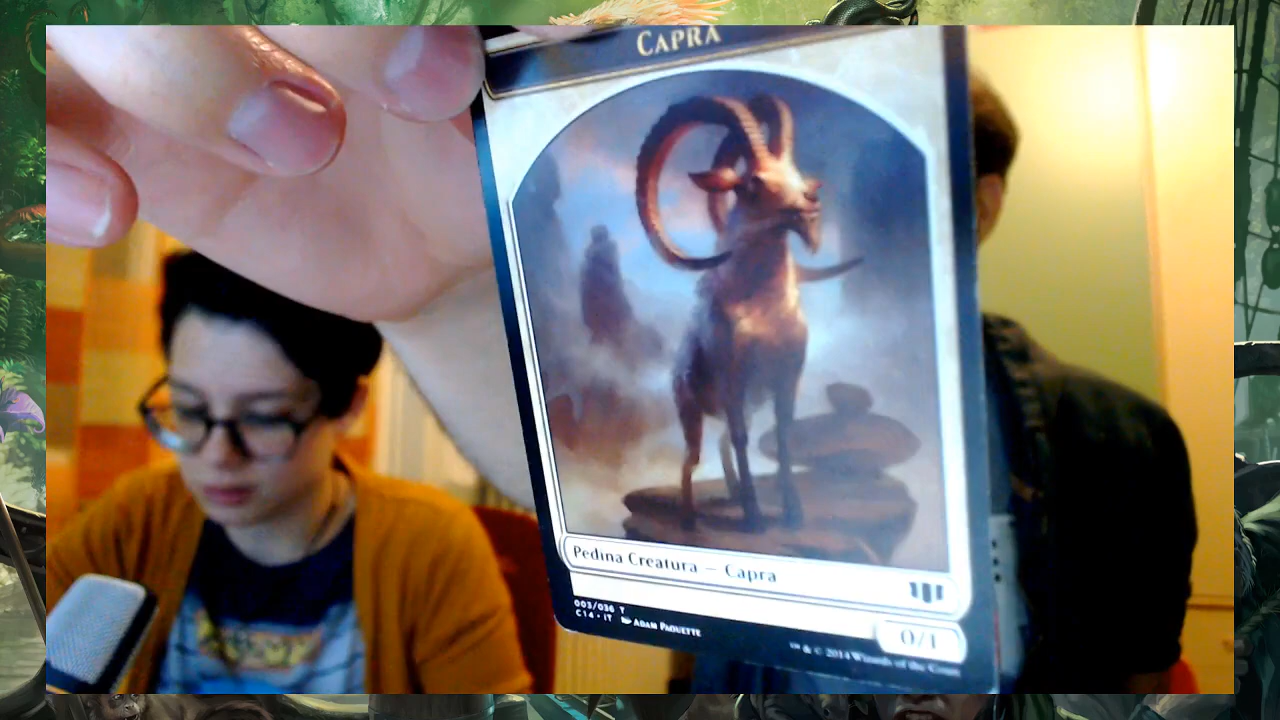 CAPRA
Pedina Creatura — Capra
0/1
003/036 T
C14 • IT ADAM PAQUETTE
™ & © 2014 Wizards of the Coast